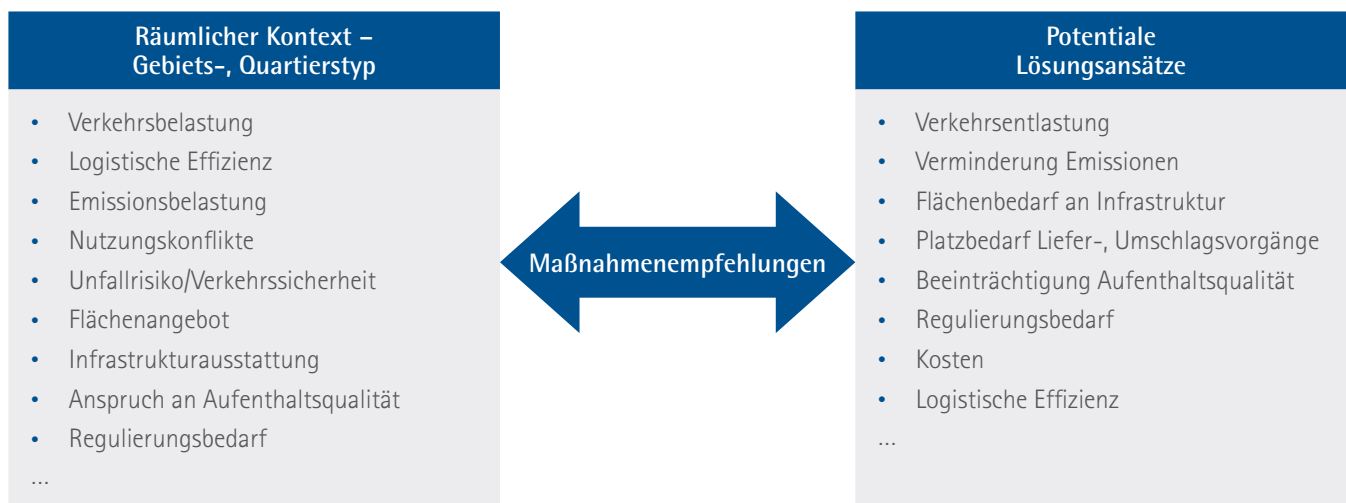 Räumlicher Kontext –
Gebiets-, Quartierstyp
• Verkehrsbelastung
• Logistische Effizienz
• Emissionsbelastung
• Nutzungskonflikte
• Unfallrisiko/Verkehrssicherheit
• Flächenangebot
• Infrastrukturausstattung
• Anspruch an Aufenthaltsqualität
• Regulierungsbedarf
...
Maßnahmenempfehlungen
Potentiale
Lösungsansätze
• Verkehrsentlastung
• Verminderung Emissionen
• Flächenbedarf an Infrastruktur
• Platzbedarf Liefer-, Umschlagsvorgänge
• Beeinträchtigung Aufenthaltsqualität
• Regulierungsbedarf
• Kosten
• Logistische Effizienz
...